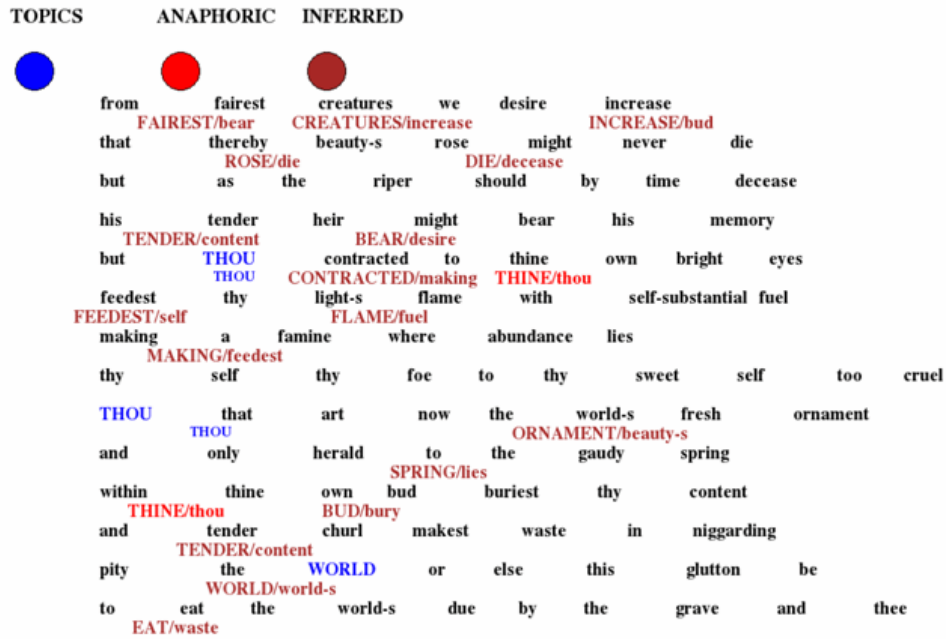 TOPICS ANAPHORIC INFERRED
from fairest creatures we desire increase
FAIREST/bear CREATURES/increase INCREASE/bud
that thereby beauty-s rose might never die
ROSE/die DIE/decease
but as the riper should by time decease
his tender heir might bear his memory
TENDER/content BEAR/desire
but THOU contracted to thine own bright eyes
THOU CONTRACTED/making THINE/thou
feedest thy light-s flame with self-substantial fuel
FEEDEST/self FLAME/fuel
making a famine where abundance lies
MAKING/feedest
thy self thy foe to thy sweet self too cruel
THOU that art now the world-s fresh ornament
THOU ORNAMENT/beauty-s
and only herald to the gaudy spring
SPRING/lies
within thine own bud buriest thy content
THINE/thou BUD/bury
and tender churl makest waste in niggarding
TENDER/content
pity the WORLD or else this glutton be
WORLD/world-s
to eat the world-s due by the grave and thee
EAT/waste